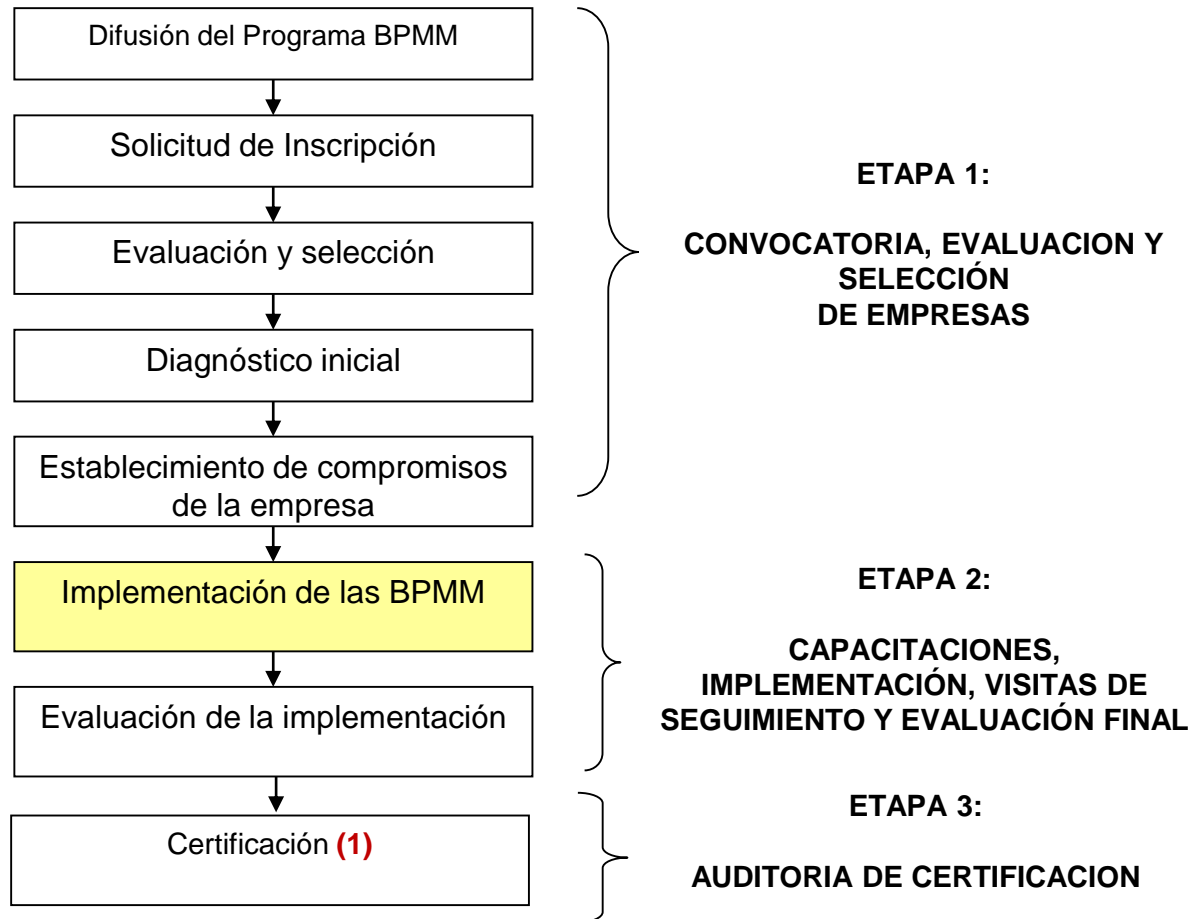 Difusión del Programa BPMM
Solicitud de Inscripción
Evaluación y selección
Diagnóstico inicial
Establecimiento de compromisos
de la empresa
ETAPA 1:
CONVOCATORIA, EVALUACION Y
SELECCIÓN
DE EMPRESAS
Implementación de las BPMM
Evaluación de la implementación
ETAPA 2:
CAPACITACIONES,
IMPLEMENTACIÓN, VISITAS DE
SEGUIMIENTO Y EVALUACIÓN FINAL
Certificación (1)
ETAPA 3:
AUDITORIA DE CERTIFICACION